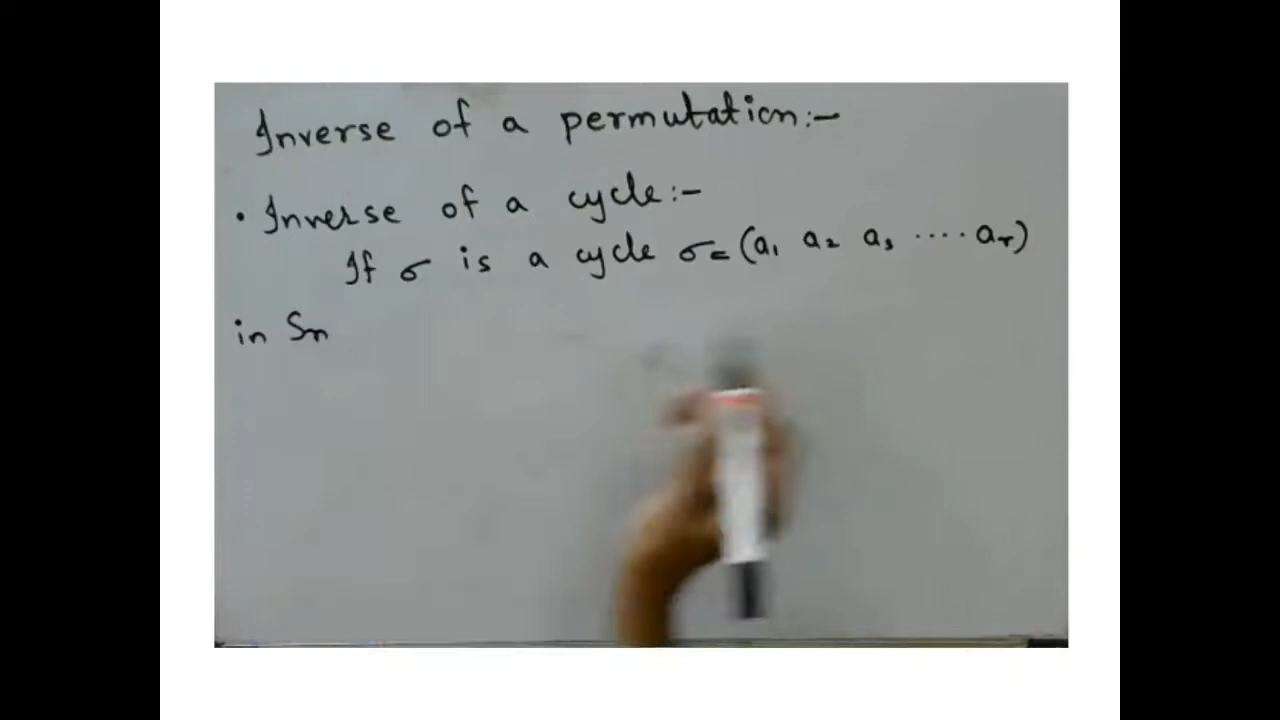 Inverse of a permutation:-
• Inverse of a cycle:-
If σ is a cycle σ=(a₁ a₂ a₃ .... aᵣ)
in Sₙ